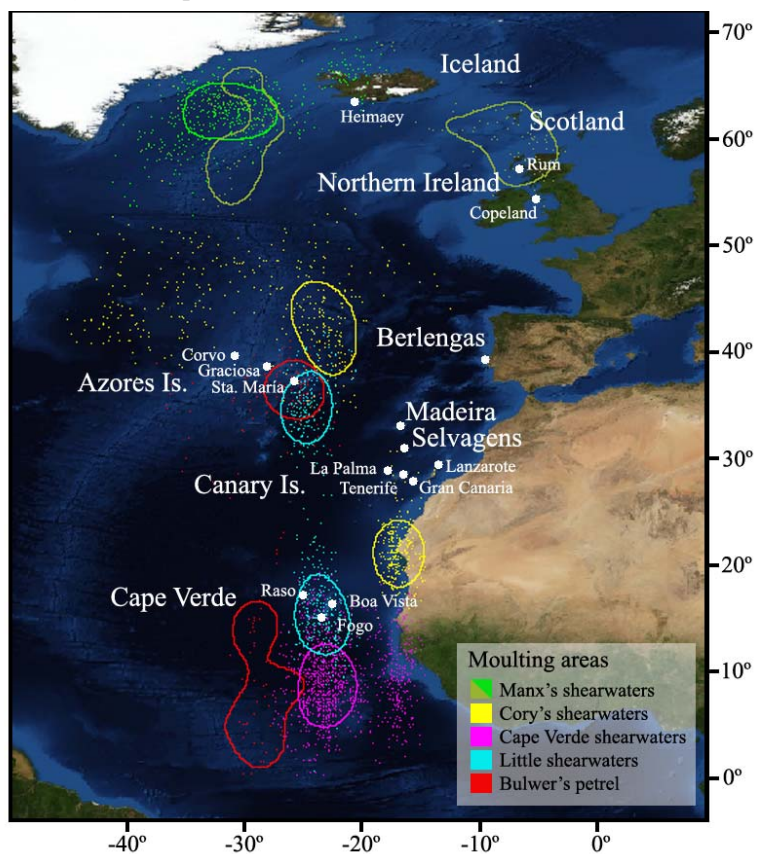 70º
Iceland
Heimaey
Scotland
60º
Rum
Northern Ireland
Copeland
50º
Berlengas
40º
Corvo
Graciosa
Azores Is.
Sta. Maria
Madeira
Selvagens
30º
La Palma
Lanzarote
Canary Is.
Tenerife
Gran Canaria
20º
Cape Verde
Raso
Boa Vista
Fogo
10º
Moulting areas
Manx's shearwaters
Cory's shearwaters
Cape Verde shearwaters
Little shearwaters
Bulwer's petrel
0º
-40º -30º -20º -10º 0º